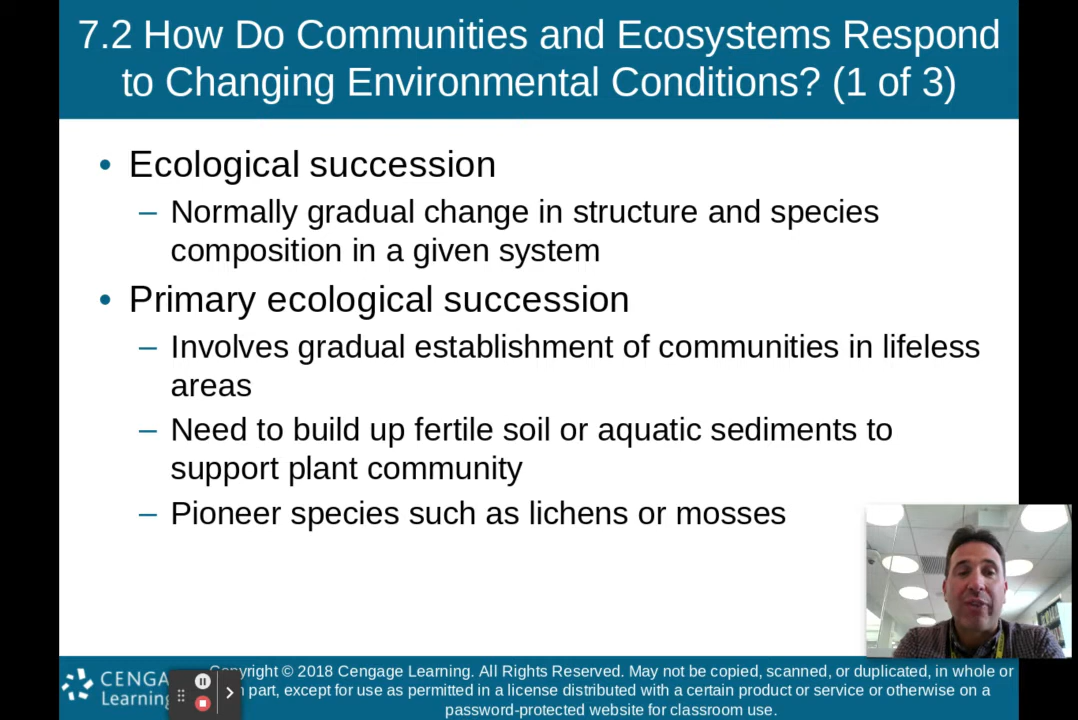 7.2 How Do Communities and Ecosystems Respond
to Changing Environmental Conditions? (1 of 3)
• Ecological succession
– Normally gradual change in structure and species
composition in a given system
• Primary ecological succession
– Involves gradual establishment of communities in lifeless
areas
– Need to build up fertile soil or aquatic sediments to
support plant community
– Pioneer species such as lichens or mosses
CENGAGE
Learning
Copyright © 2018 Cengage Learning. All Rights Reserved. May not be copied, scanned, or duplicated, in whole or
part, except for use as permitted in a license distributed with a certain product or service or otherwise on a
password-protected website for classroom use.